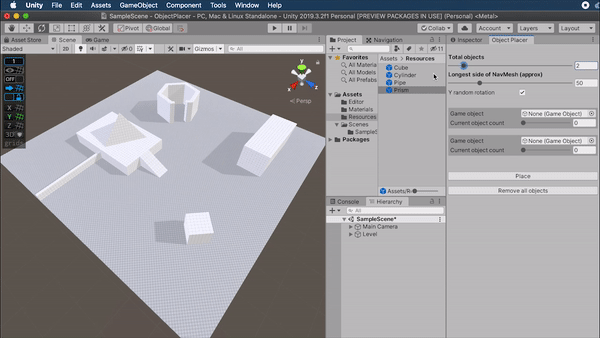 Unity File Edit Assets GameObject Component Tools Window Help
SampleScene - ObjectPlacer - PC, Mac & Linux Standalone - Unity 2019.3.2f1 Personal [PREVIEW PACKAGES IN USE] (Personal) <Metal>
Pivot Global Collab Account Layers Layout
Asset Store Scene Game
Shaded 2D Gizmos All
1
OFF
X
Y
Z
3D
y
x
z
< Persp
Project Navigation
11
Favorites
All Materia
All Models
All Prefabs
Assets
Editor
Materials
Resources
Scenes
SampleS
Packages
Assets > Resources
Cube
Cylinder
Pipe
Prism
Assets/R
Console Hierarchy
All
SampleScene*
Main Camera
Level
Inspector Object Placer
Total objects
2
Longest side of NavMesh (approx)
50
Y random rotation
Game object None (Game Object)
Current object count 0
Game object None (Game Object)
Current object count 0
Place
Remove all objects